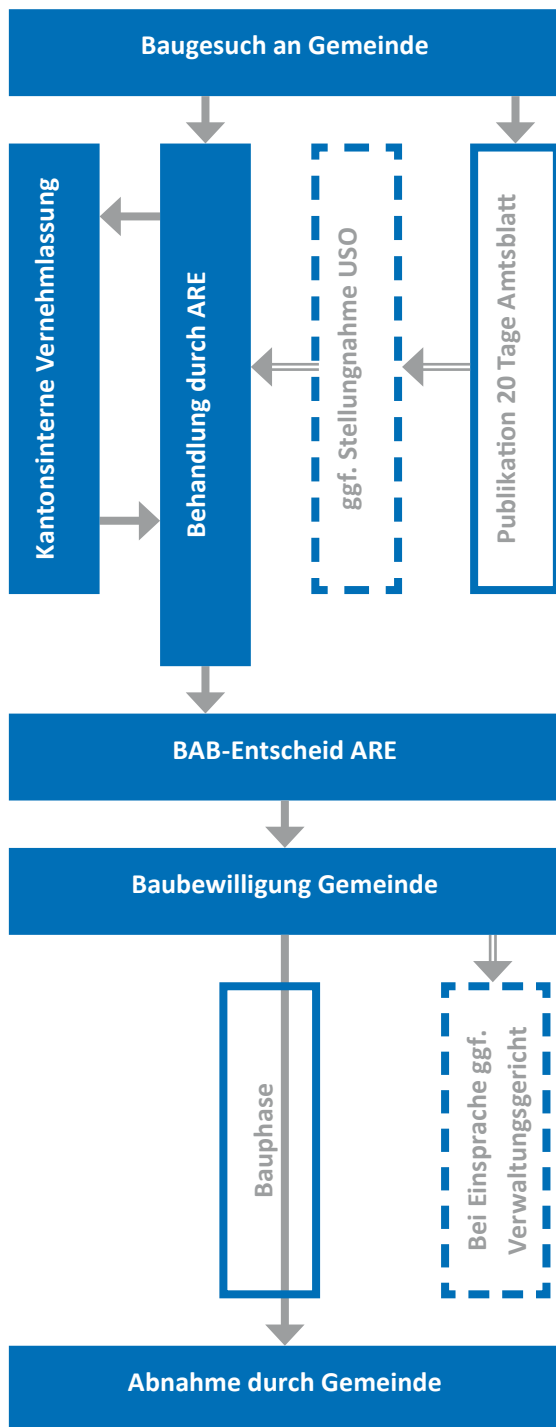 Baugesuch an Gemeinde
Kantonsinterne Vernehmlassung
Behandlung durch ARE
ggf. Stellungnahme USO
Publikation 20 Tage Amtsblatt
BAB-Entscheid ARE
Baubewilligung Gemeinde
Bauphase
Bei Einsprache ggf.
Verwaltungsgericht
Abnahme durch Gemeinde